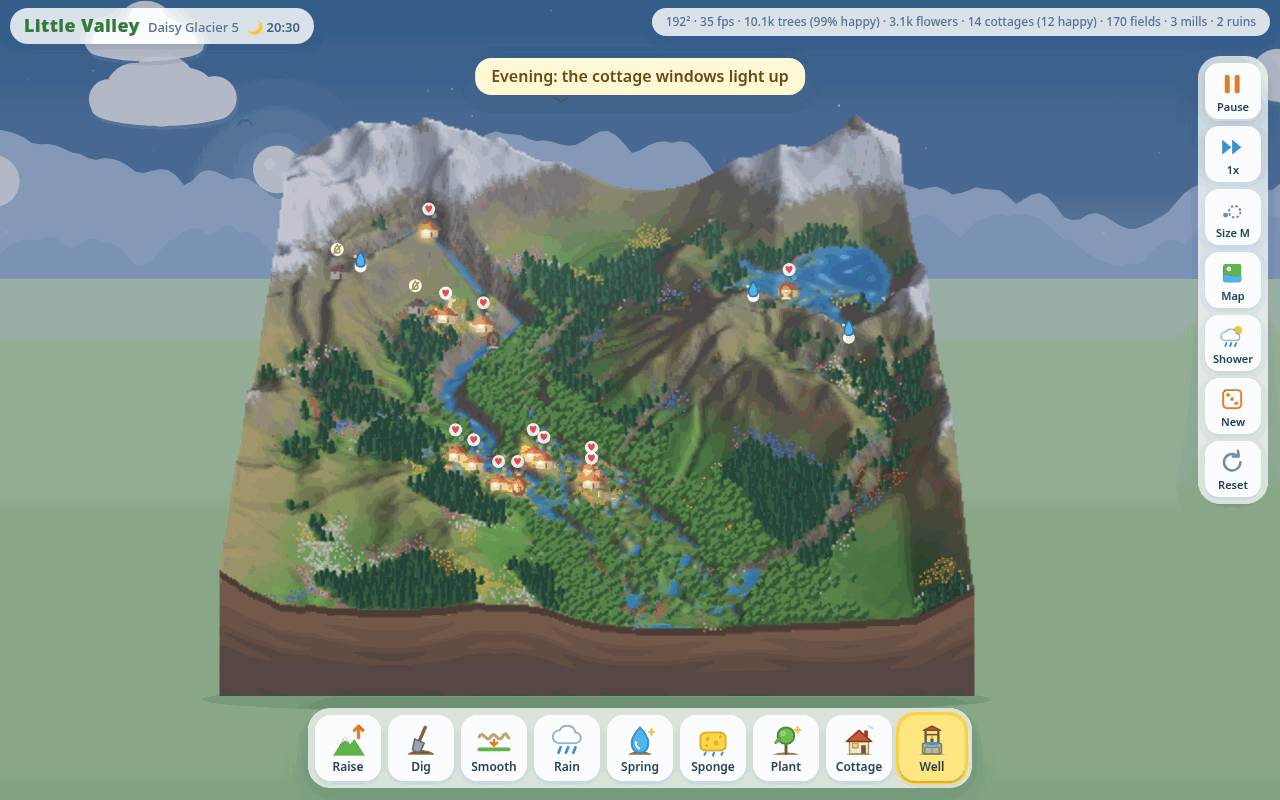 Little Valley Daisy Glacier 5 🌙 20:30
192² · 35 fps · 10.1k trees (99% happy) · 3.1k flowers · 14 cottages (12 happy) · 170 fields · 3 mills · 2 ruins
Evening: the cottage windows light up
Pause
1x
Size M
Map
Shower
New
Reset
Raise
Dig
Smooth
Rain
Spring
Sponge
Plant
Cottage
Well